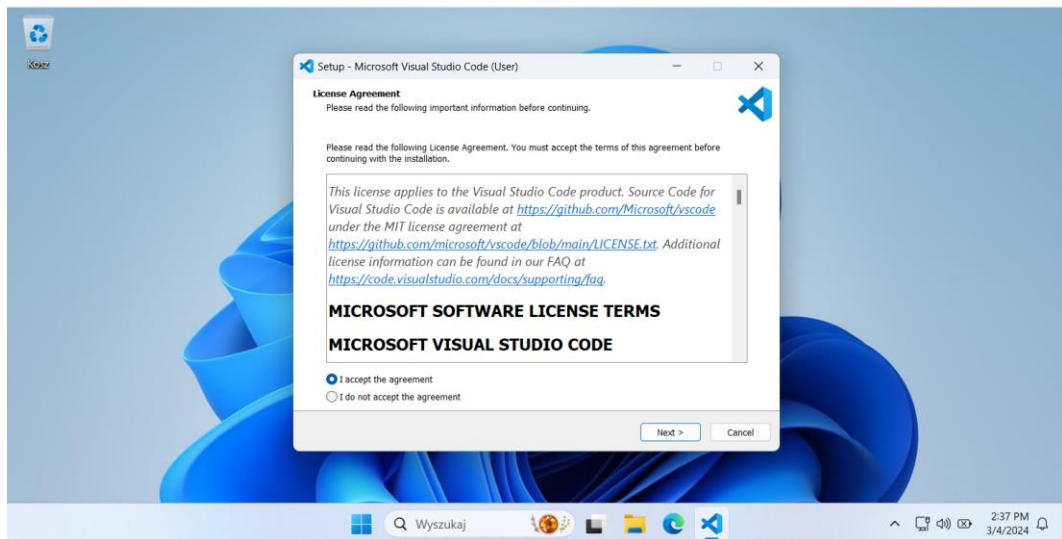 Kosz
Setup - Microsoft Visual Studio Code (User)
License Agreement
Please read the following important information before continuing.
Please read the following License Agreement. You must accept the terms of this agreement before
continuing with the installation.
This license applies to the Visual Studio Code product. Source Code for
Visual Studio Code is available at https://github.com/Microsoft/vscode
under the MIT license agreement at
https://github.com/microsoft/vscode/blob/main/LICENSE.txt. Additional
license information can be found in our FAQ at
https://code.visualstudio.com/docs/supporting/faq.
MICROSOFT SOFTWARE LICENSE TERMS
MICROSOFT VISUAL STUDIO CODE
I accept the agreement
I do not accept the agreement
Next >
Cancel
Wyszukaj
2:37 PM
3/4/2024